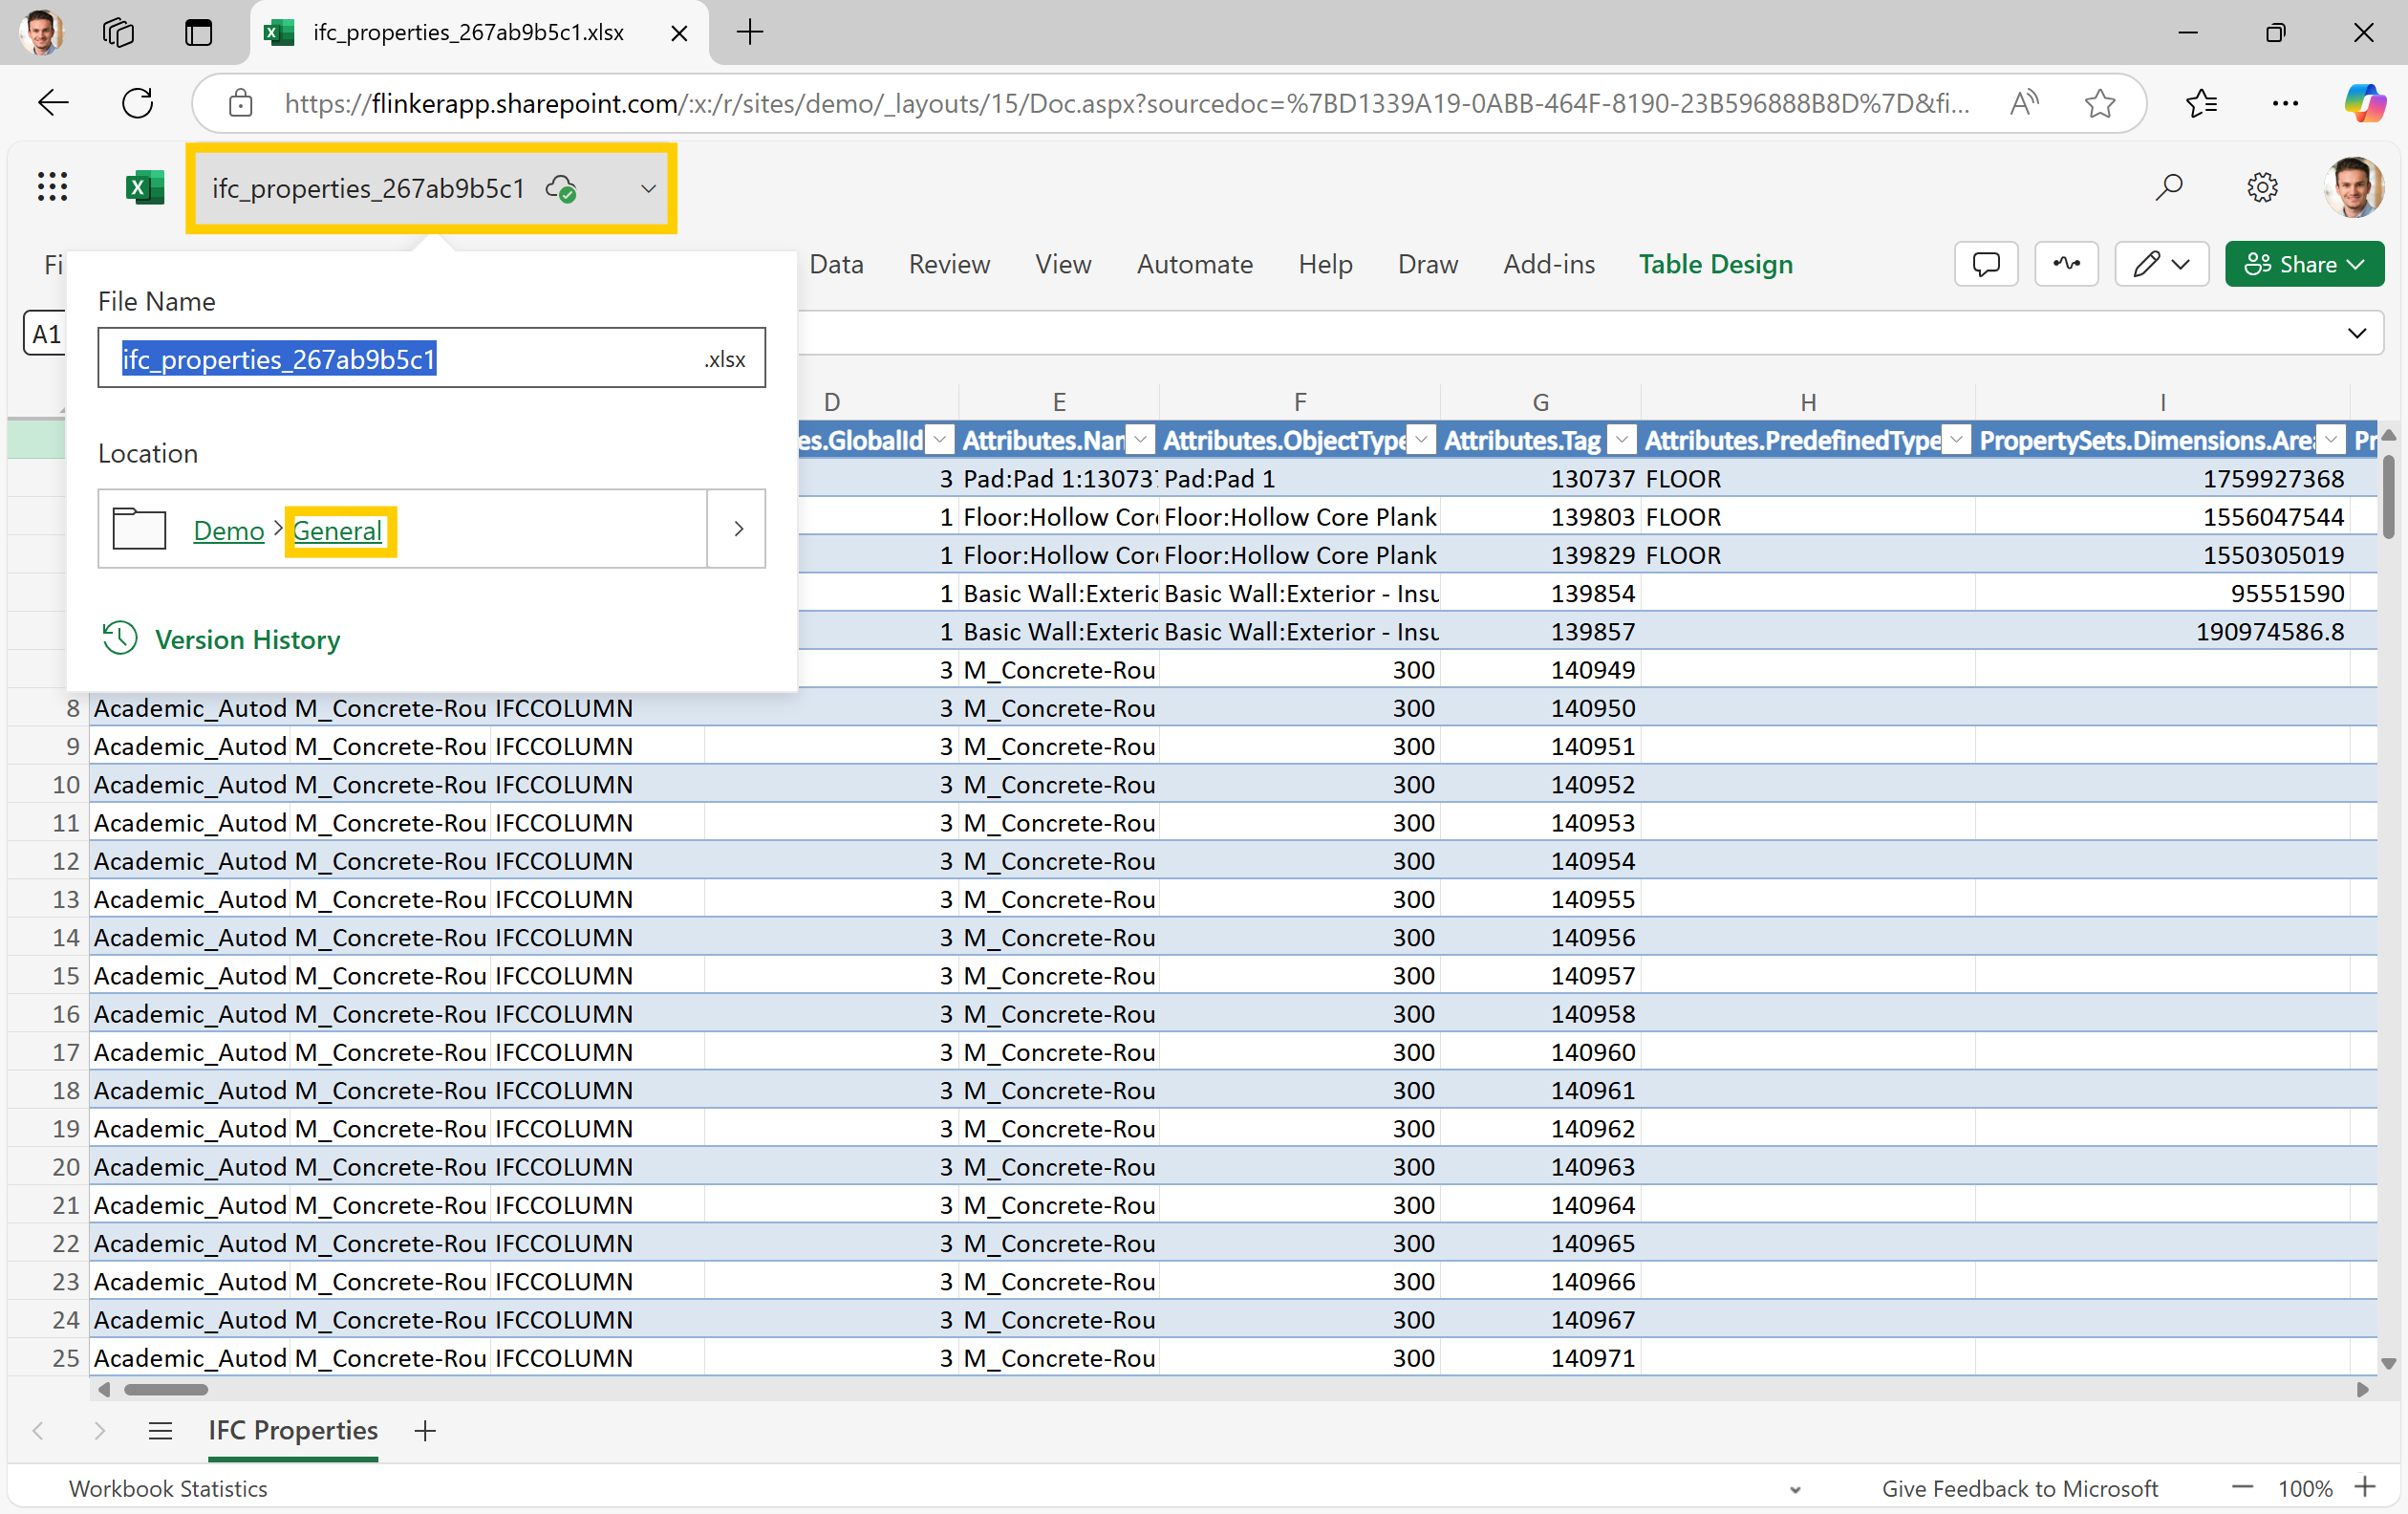 ifc_properties_267ab9b5c1.xlsx
https://flinkerapp.sharepoint.com/:x:/r/sites/demo/_layouts/15/Doc.aspx?sourcedoc=%7BD1339A19-0ABB-464F-8190-23B596888B8D%7D&fi...
ifc_properties_267ab9b5c1
Fi Data Review View Automate Help Draw Add-ins Table Design Share
A1
File Name
ifc_properties_267ab9b5c1 .xlsx
Location
Demo > General
Version History
D E F G H I
es.GlobalId Attributes.Nar Attributes.ObjectType Attributes.Tag Attributes.PredefinedType PropertySets.Dimensions.Area Pr
3 Pad:Pad 1:13073 Pad:Pad 1 130737 FLOOR 1759927368
1 Floor:Hollow Cor Floor:Hollow Core Plank 139803 FLOOR 1556047544
1 Floor:Hollow Cor Floor:Hollow Core Plank 139829 FLOOR 1550305019
1 Basic Wall:Exteric Basic Wall:Exterior - Insu 139854 95551590
1 Basic Wall:Exteric Basic Wall:Exterior - Insu 139857 190974586.8
3 M_Concrete-Rou 300 140949
8 Academic_Autod M_Concrete-Rou IFCCOLUMN 3 M_Concrete-Rou 300 140950
9 Academic_Autod M_Concrete-Rou IFCCOLUMN 3 M_Concrete-Rou 300 140951
10 Academic_Autod M_Concrete-Rou IFCCOLUMN 3 M_Concrete-Rou 300 140952
11 Academic_Autod M_Concrete-Rou IFCCOLUMN 3 M_Concrete-Rou 300 140953
12 Academic_Autod M_Concrete-Rou IFCCOLUMN 3 M_Concrete-Rou 300 140954
13 Academic_Autod M_Concrete-Rou IFCCOLUMN 3 M_Concrete-Rou 300 140955
14 Academic_Autod M_Concrete-Rou IFCCOLUMN 3 M_Concrete-Rou 300 140956
15 Academic_Autod M_Concrete-Rou IFCCOLUMN 3 M_Concrete-Rou 300 140957
16 Academic_Autod M_Concrete-Rou IFCCOLUMN 3 M_Concrete-Rou 300 140958
17 Academic_Autod M_Concrete-Rou IFCCOLUMN 3 M_Concrete-Rou 300 140960
18 Academic_Autod M_Concrete-Rou IFCCOLUMN 3 M_Concrete-Rou 300 140961
19 Academic_Autod M_Concrete-Rou IFCCOLUMN 3 M_Concrete-Rou 300 140962
20 Academic_Autod M_Concrete-Rou IFCCOLUMN 3 M_Concrete-Rou 300 140963
21 Academic_Autod M_Concrete-Rou IFCCOLUMN 3 M_Concrete-Rou 300 140964
22 Academic_Autod M_Concrete-Rou IFCCOLUMN 3 M_Concrete-Rou 300 140965
23 Academic_Autod M_Concrete-Rou IFCCOLUMN 3 M_Concrete-Rou 300 140966
24 Academic_Autod M_Concrete-Rou IFCCOLUMN 3 M_Concrete-Rou 300 140967
25 Academic_Autod M_Concrete-Rou IFCCOLUMN 3 M_Concrete-Rou 300 140971
IFC Properties
Workbook Statistics Give Feedback to Microsoft 100%